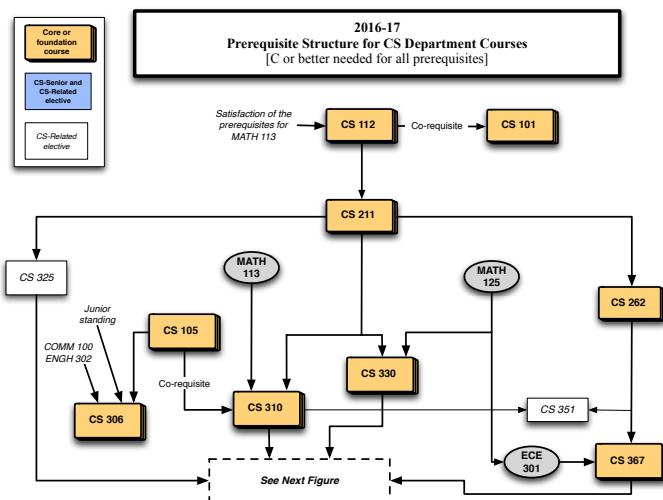 Core or
foundation
course
CS-Senior and
CS-Related
elective
CS-Related
elective
2016-17
Prerequisite Structure for CS Department Courses
[C or better needed for all prerequisites]
Satisfaction of the
prerequisites for
MATH 113
CS 112
Co-requisite
CS 101
CS 211
CS 325
MATH
113
MATH
125
CS 262
Junior
standing
COMM 100
ENGH 302
CS 105
Co-requisite
CS 330
CS 306
CS 310
CS 351
See Next Figure
ECE
301
CS 367